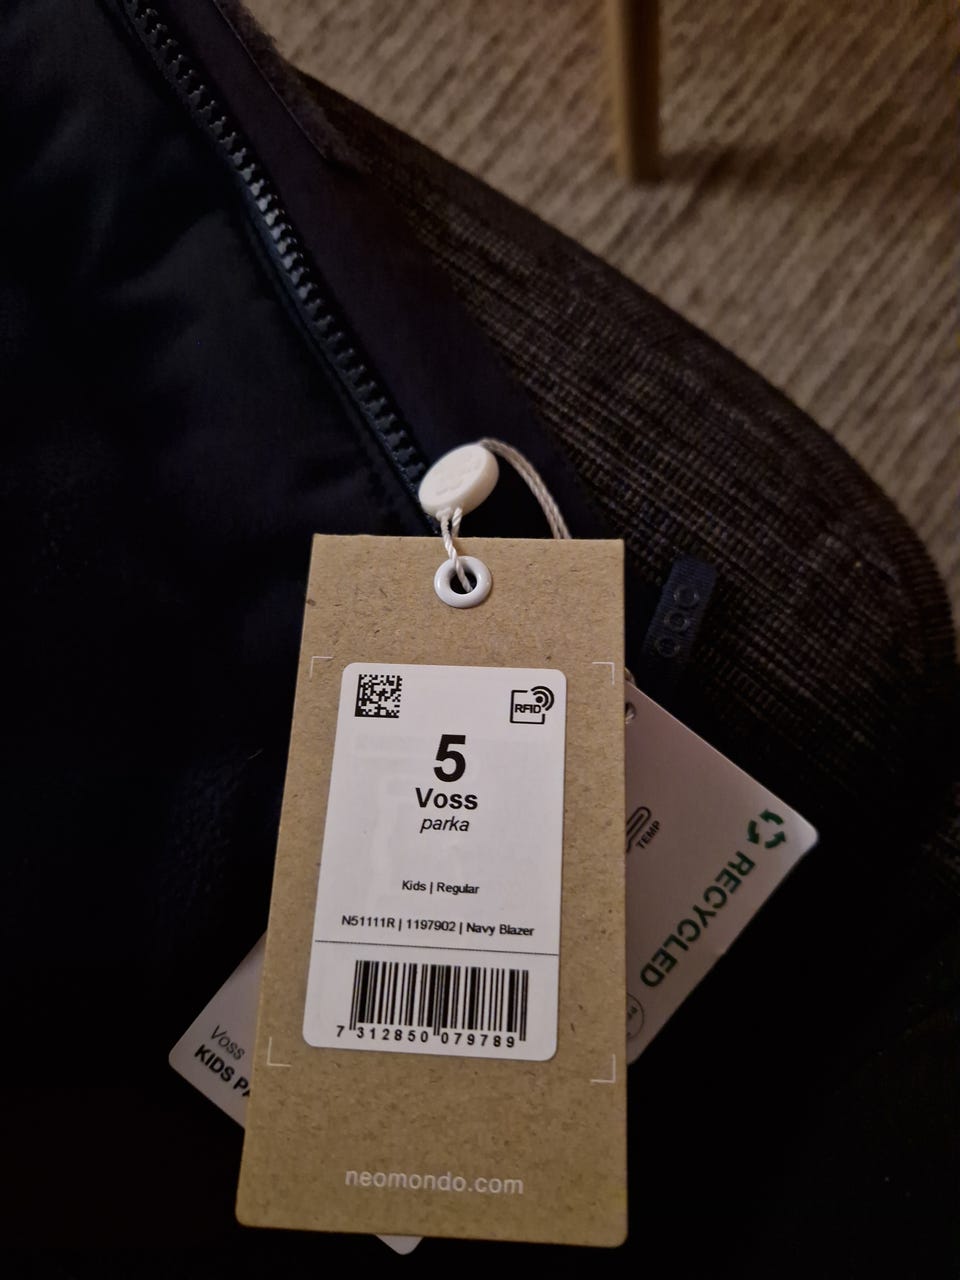 RFID
5
Voss
parka
Kids | Regular
N51111R | 1197902 | Navy Blazer
7 312850 079789
neomondo.com
TEMP
RECYCLED
Voss
KIDS